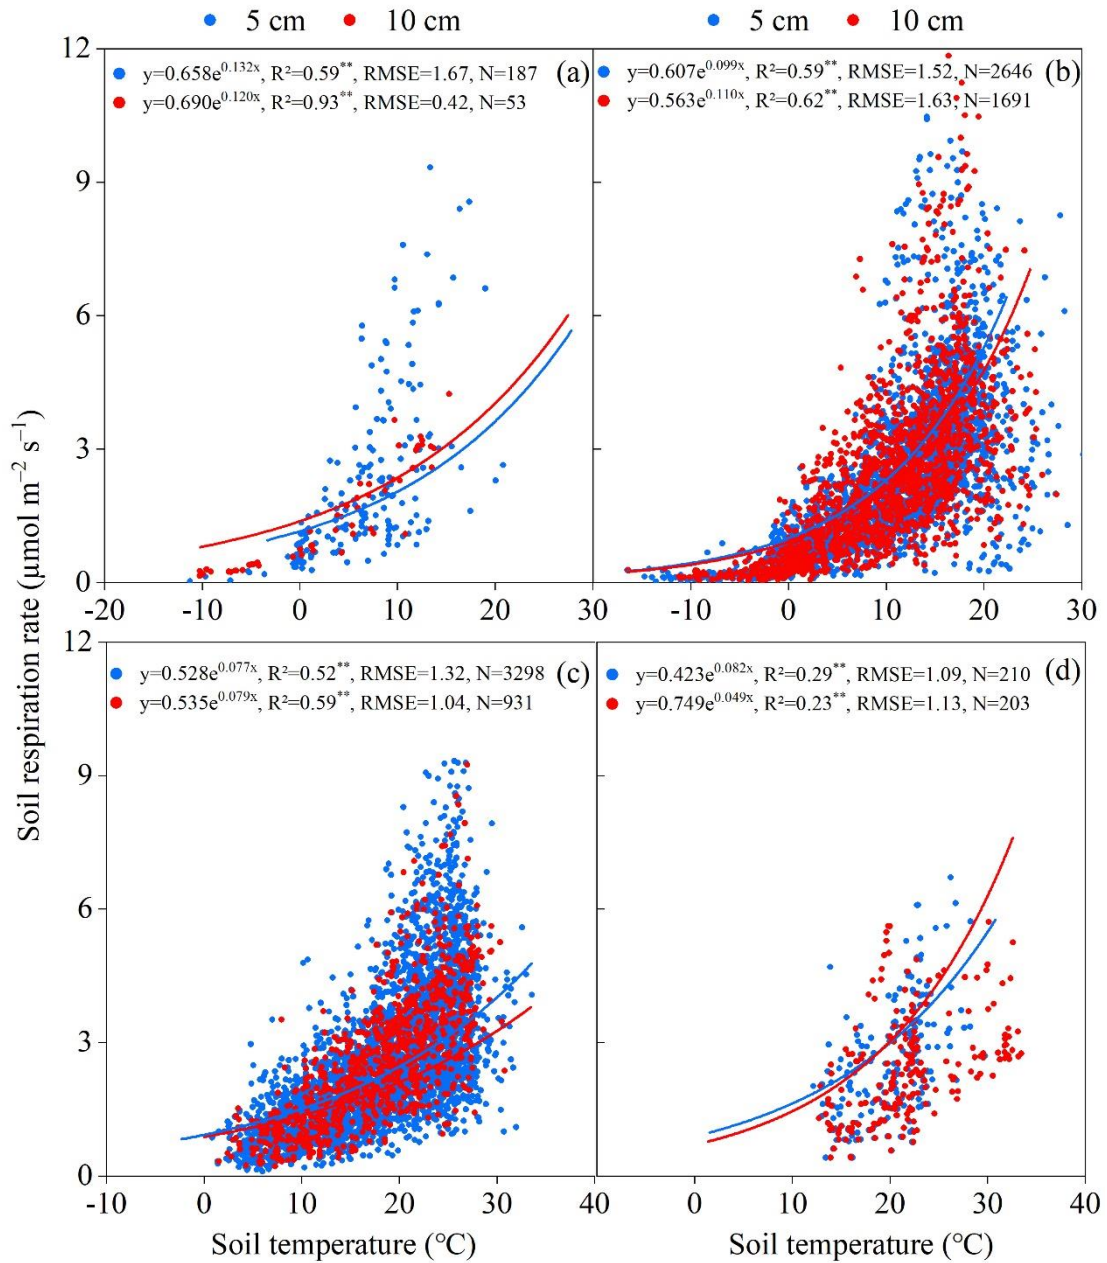 5 cm 10 cm 5 cm 10 cm
12
y=0.658e^0.132x, R²=0.59**, RMSE=1.67, N=187 (a)
y=0.690e^0.120x, R²=0.93**, RMSE=0.42, N=53
y=0.607e^0.099x, R²=0.59**, RMSE=1.52, N=2646 (b)
y=0.563e^0.110x, R²=0.62**, RMSE=1.63, N=1691
9
6
3
0
-20 -10 0 10 20 30 -10 0 10 20 30
Soil respiration rate (μmol m⁻² s⁻¹)
12
y=0.528e^0.077x, R²=0.52**, RMSE=1.32, N=3298 (c)
y=0.535e^0.079x, R²=0.59**, RMSE=1.04, N=931
y=0.423e^0.082x, R²=0.29**, RMSE=1.09, N=210 (d)
y=0.749e^0.049x, R²=0.23**, RMSE=1.13, N=203
9
6
3
0
-10 0 10 20 30 40 0 10 20 30 40
Soil temperature (°C) Soil temperature (°C)